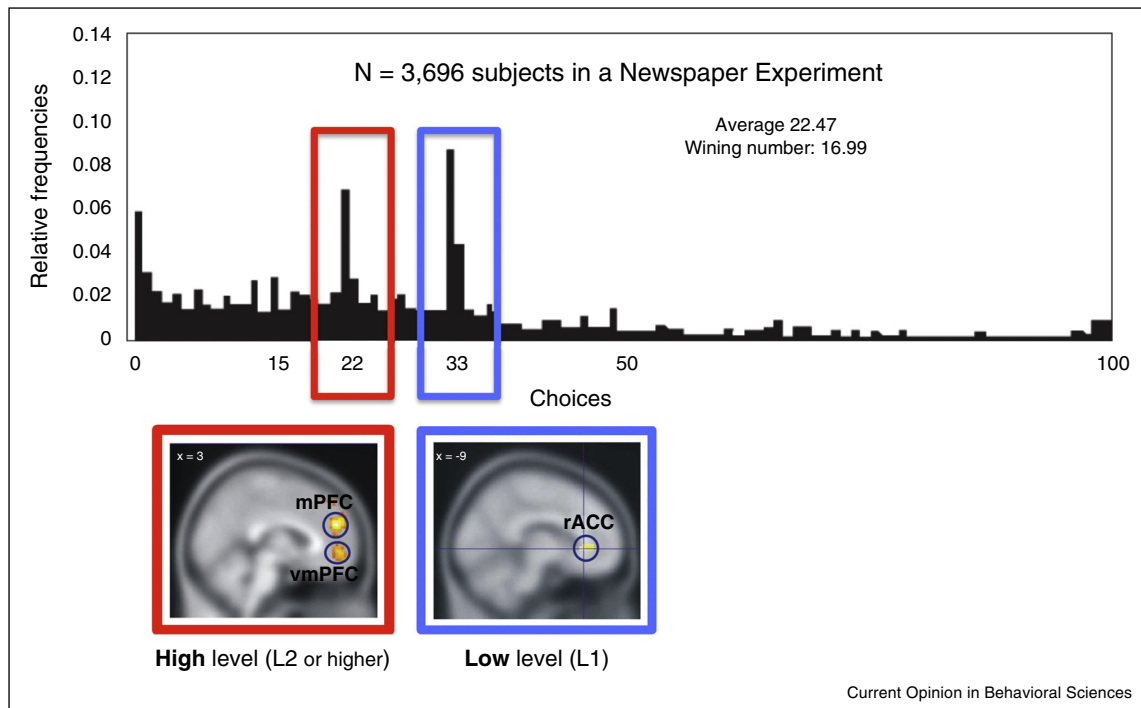 0.14
0.12
0.10
0.08
0.06
0.04
0.02
0
Relative frequencies
N = 3,696 subjects in a Newspaper Experiment
Average 22.47
Wining number: 16.99
0 15 22 33 50 100
Choices
x = 3
mPFC
vmPFC
x = -9
rACC
High level (L2 or higher)
Low level (L1)
Current Opinion in Behavioral Sciences